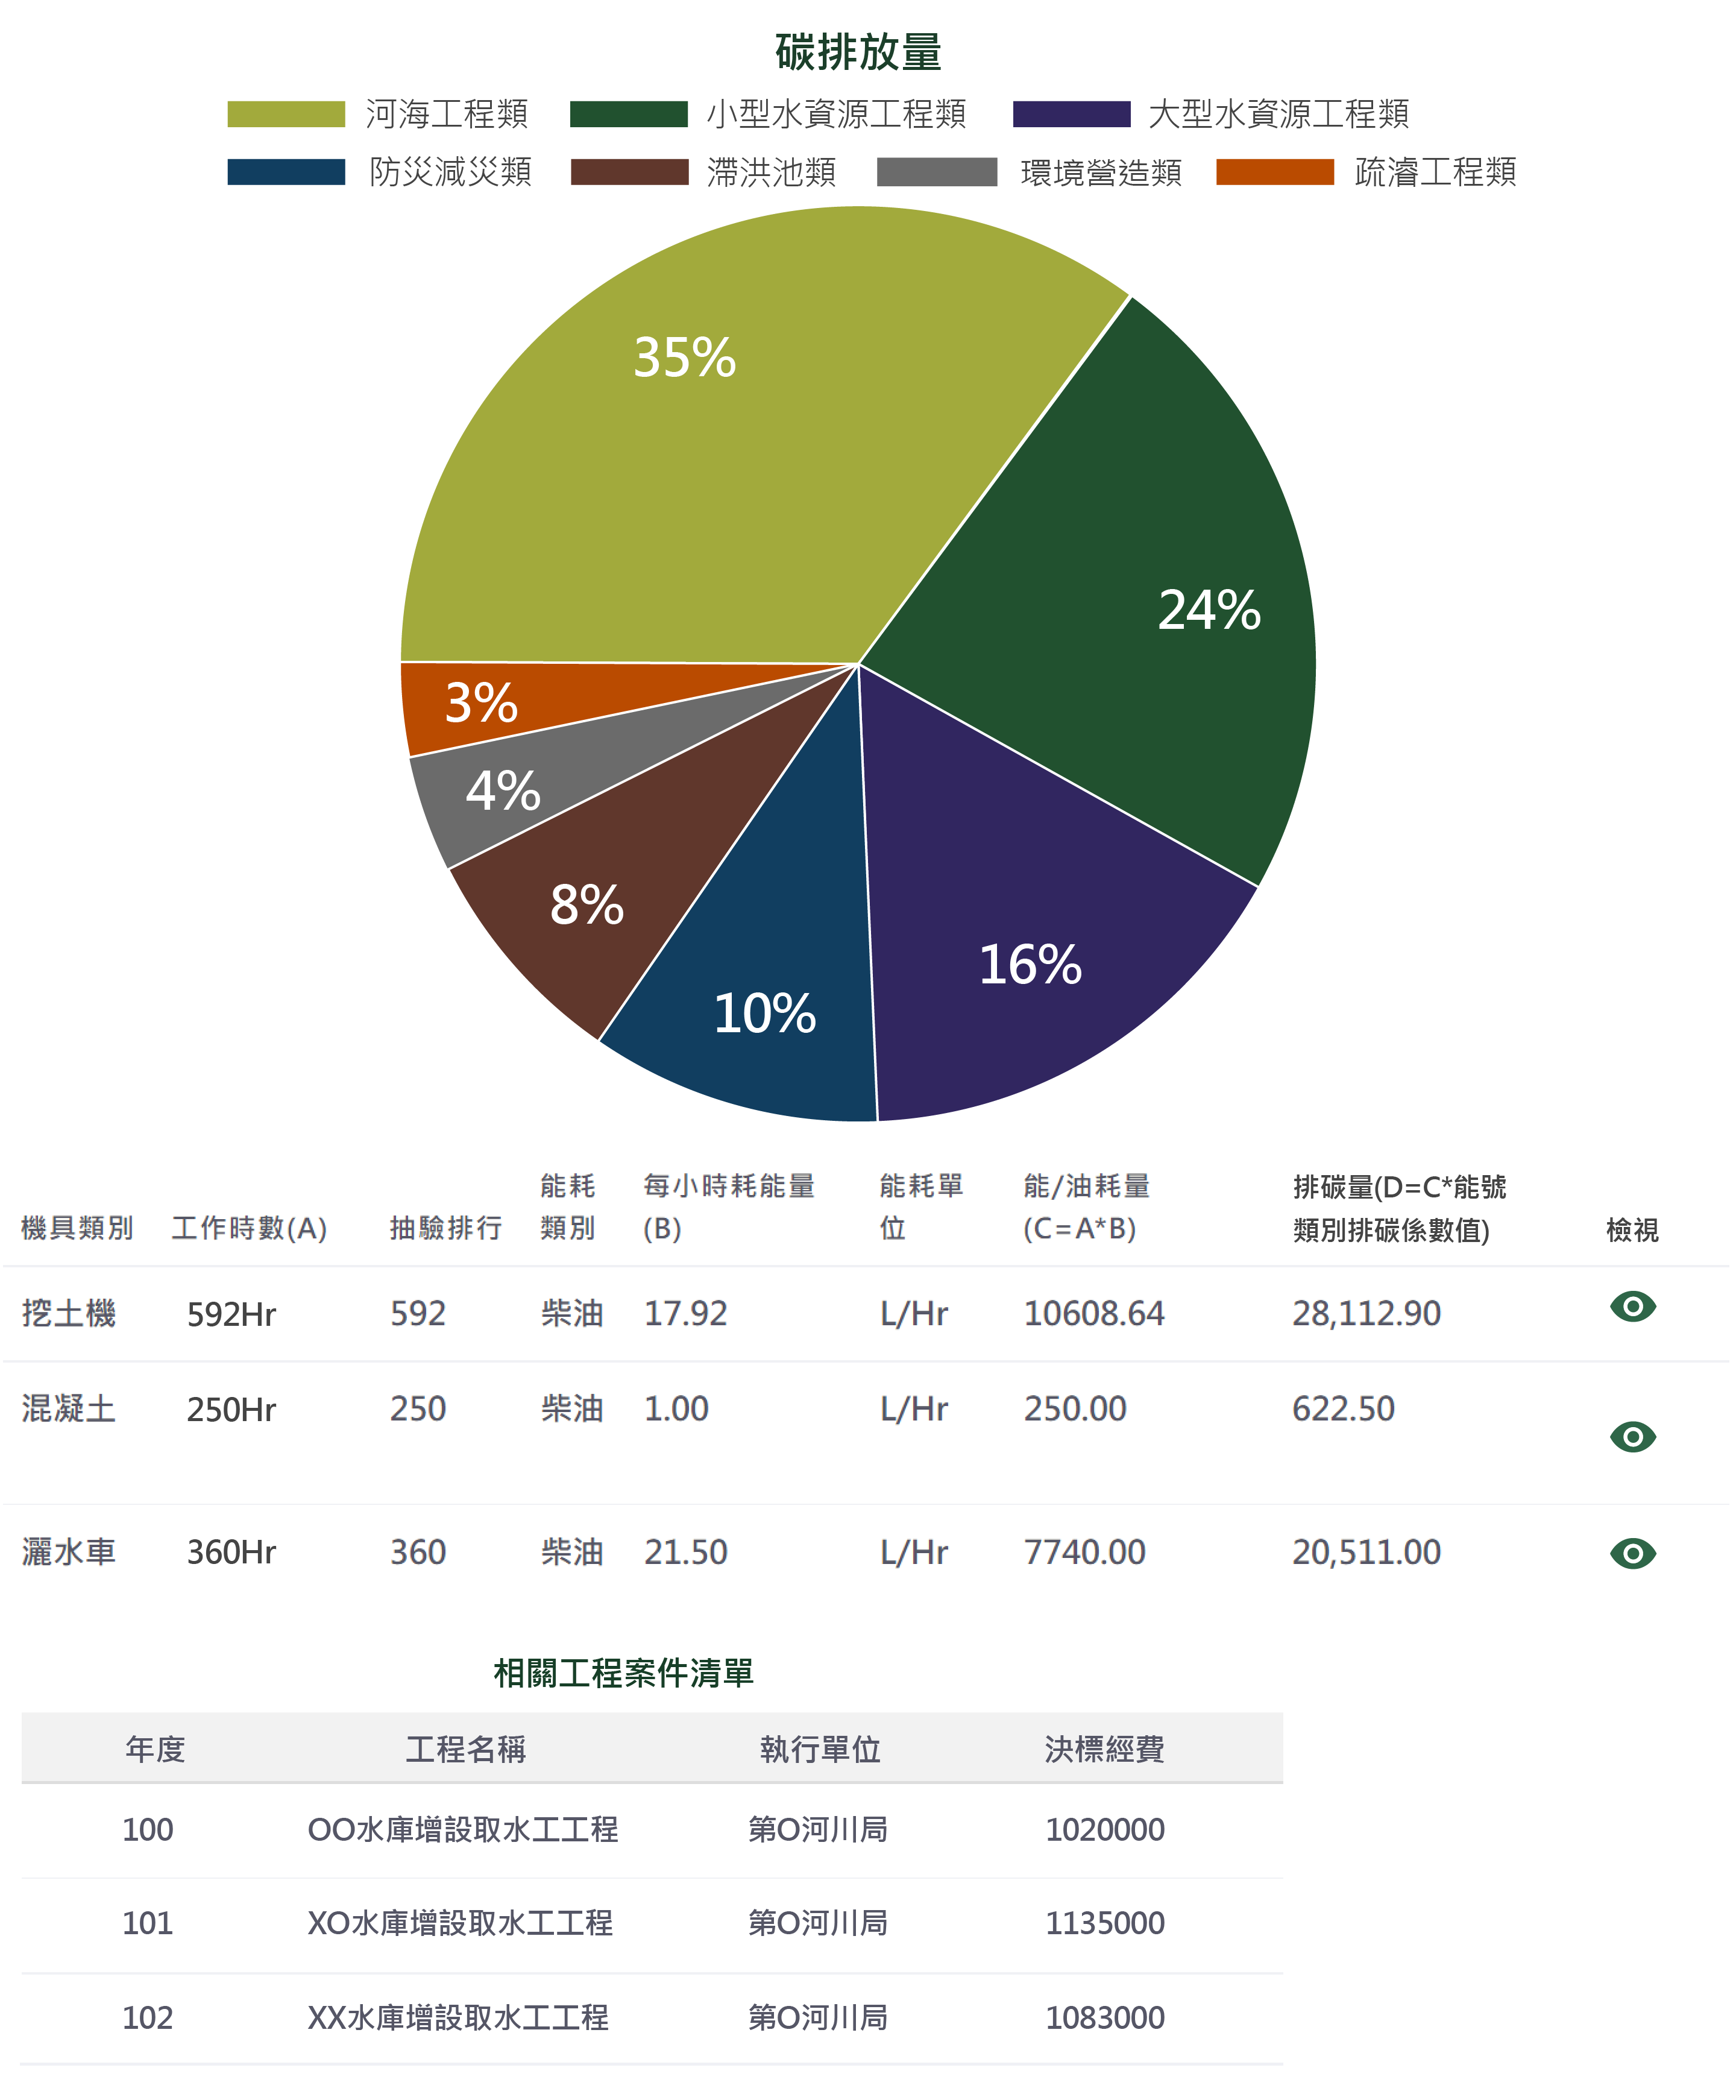 碳排放量
河海工程類 小型水資源工程類 大型水資源工程類
防災減災類 滯洪池類 環境營造類 疏濬工程類
35%
24%
3%
4%
8%
16%
10%
機具類別 工作時數(A) 抽驗排行 能耗類別 每小時耗能量(B) 能耗單位 能/油耗量(C=A*B) 排碳量(D=C*能號類別排碳係數值) 檢視
挖土機 592Hr 592 柴油 17.92 L/Hr 10608.64 28,112.90
混凝土 250Hr 250 柴油 1.00 L/Hr 250.00 622.50
灑水車 360Hr 360 柴油 21.50 L/Hr 7740.00 20,511.00
相關工程案件清單
年度 工程名稱 執行單位 決標經費
100 OO水庫增設取水工工程 第O河川局 1020000
101 XO水庫增設取水工工程 第O河川局 1135000
102 XX水庫增設取水工工程 第O河川局 1083000